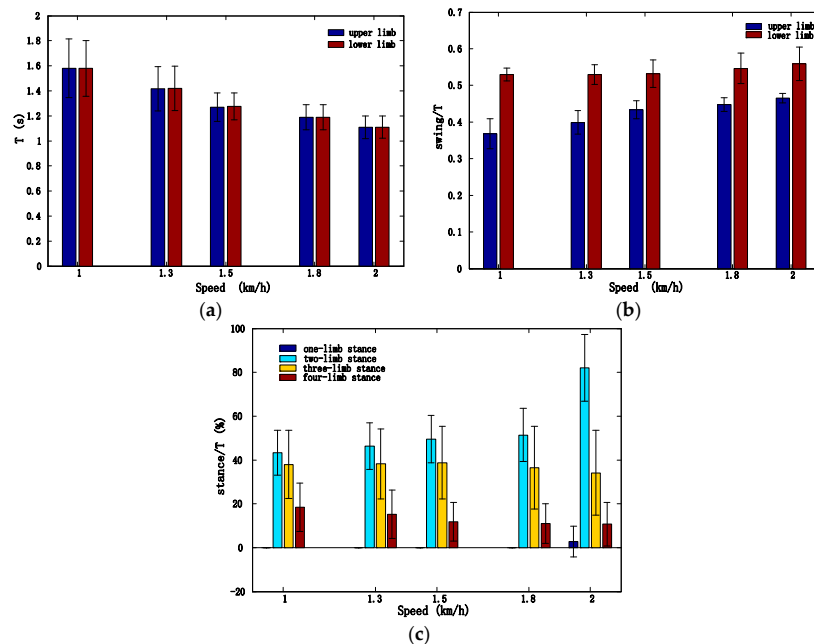 2
1.8
1.6
1.4
1.2
1
0.8
0.6
0.4
0.2
0
T (s)
upper limb
lower limb
1 1.3 1.5 1.8 2
Speed (km/h)
(a)
0.7
0.6
0.5
0.4
0.3
0.2
0.1
0
swing/T
upper limb
lower limb
1 1.3 1.5 1.8 2
Speed (km/h)
(b)
100
80
60
40
20
0
-20
stance/T (%)
one-limb stance
two-limb stance
three-limb stance
four-limb stance
1 1.3 1.5 1.8 2
Speed (km/h)
(c)